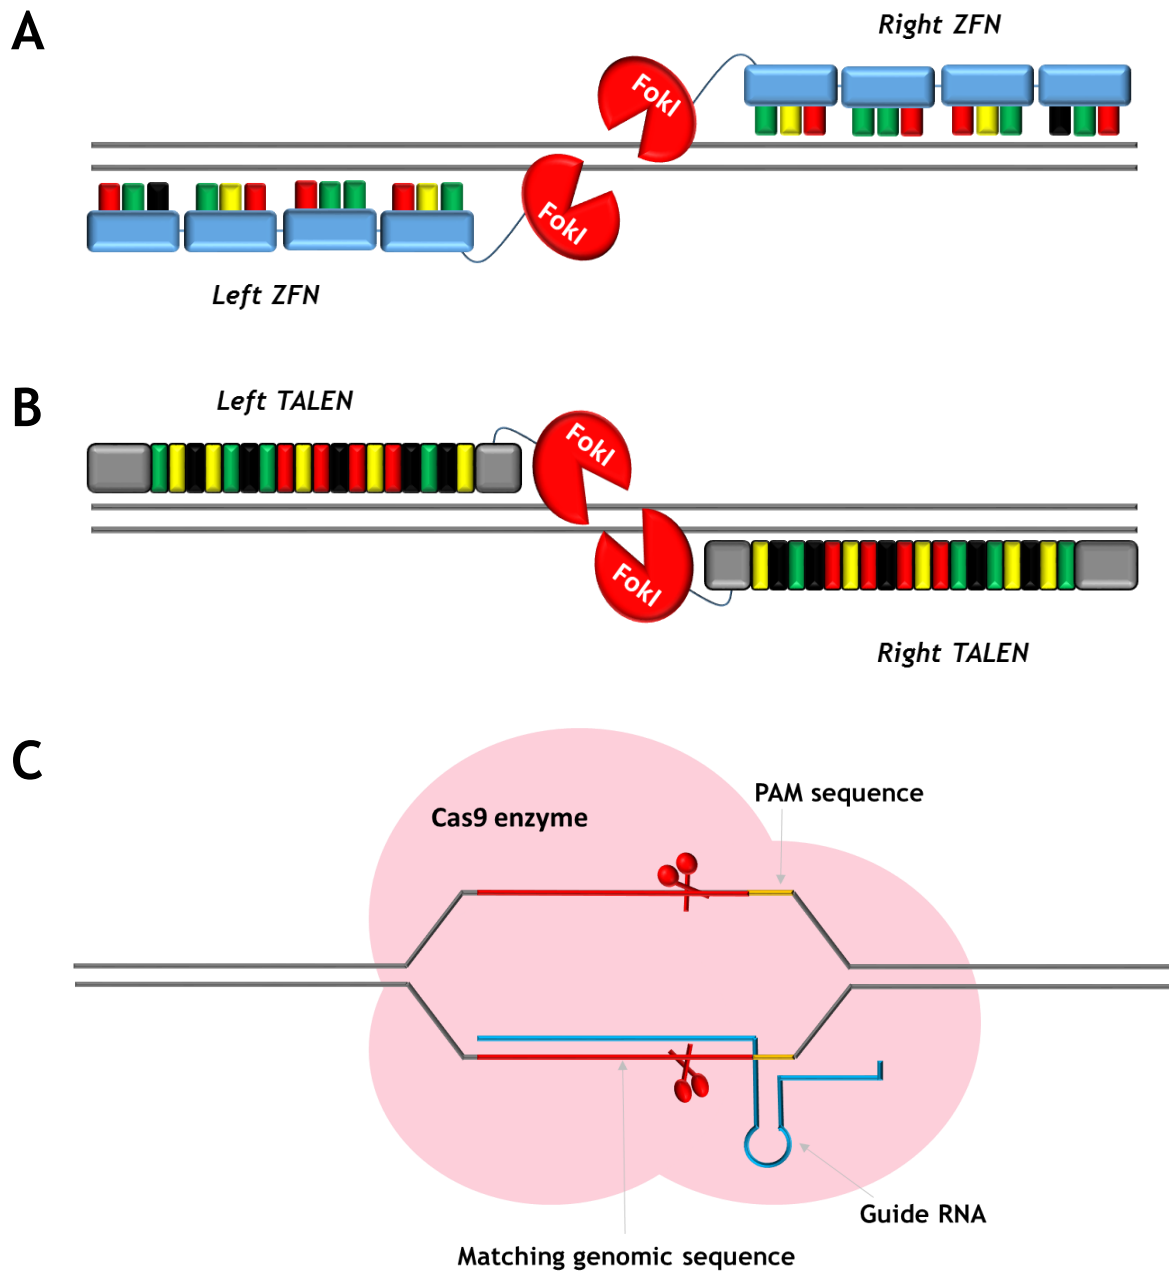 A
Right ZFN
FokI
FokI
Left ZFN
B
Left TALEN
FokI
FokI
Right TALEN
C
PAM sequence
Cas9 enzyme
Guide RNA
Matching genomic sequence